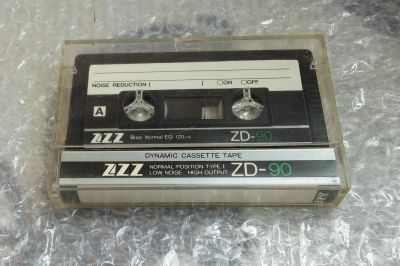 NOISE REDUCTION [ ] □ON □OFF
A
ZZZ Bias: Normal EQ: 120μs ZD-90
DYNAMIC CASSETTE TAPE
ZZZ NORMAL POSITION TYPE I ZD-90
LOW NOISE HIGH OUTPUT